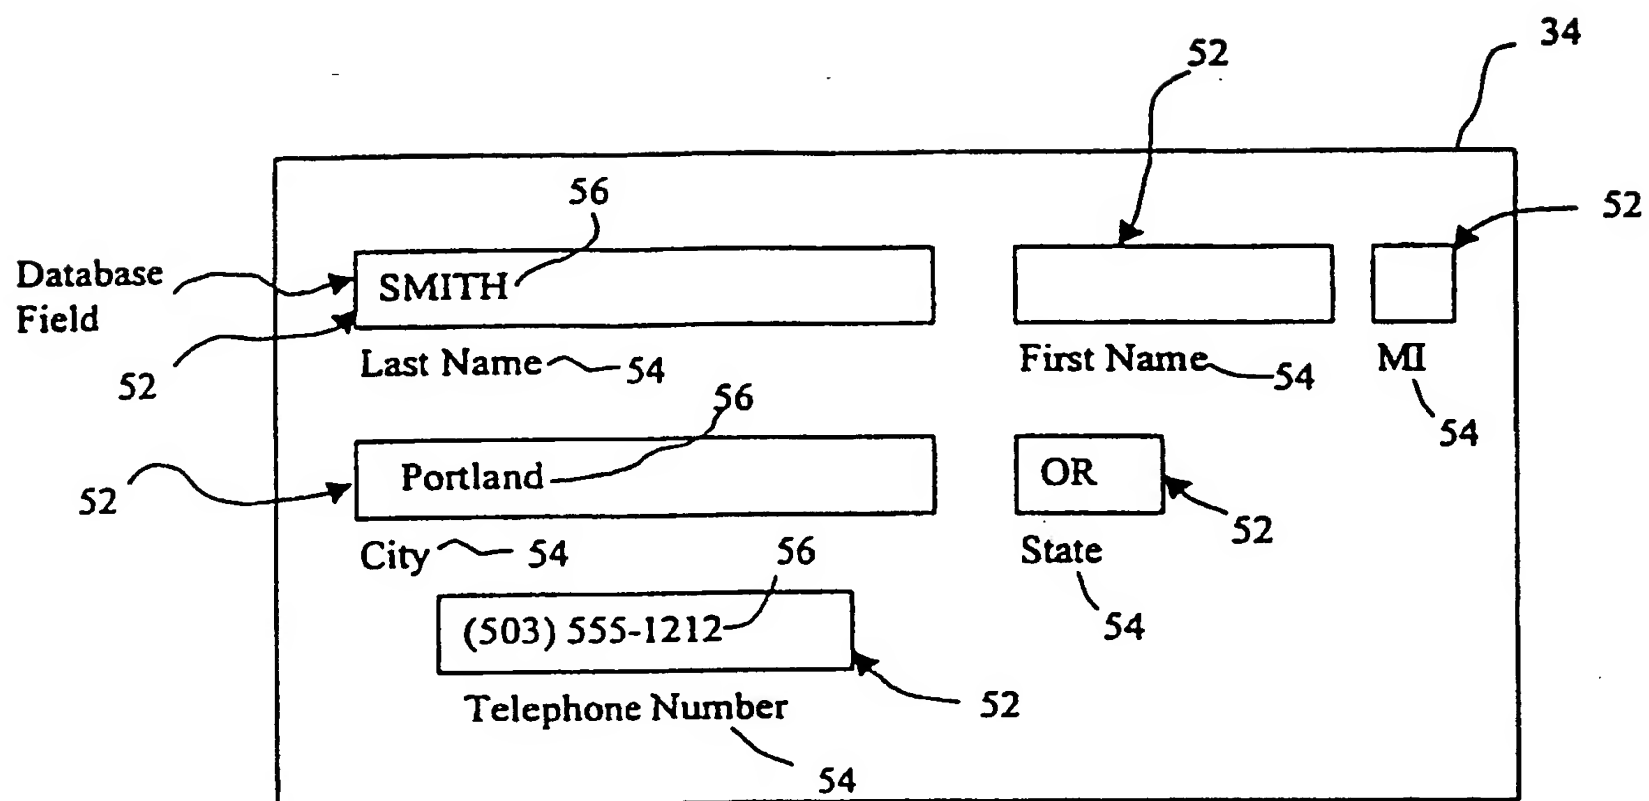 34
52
52
56
Database
Field
SMITH
52
Last Name
54
First Name
54
MI
54
56
52
Portland
OR
52
City
54
56
State
54
(503) 555-1212
52
Telephone Number
54